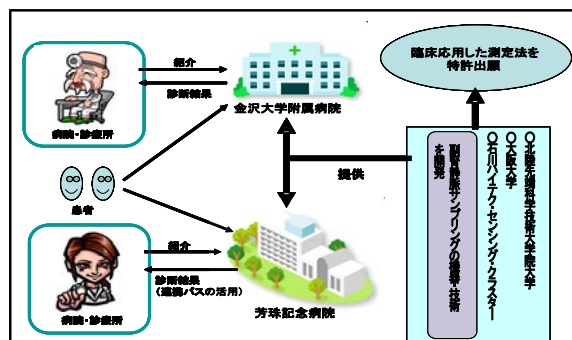 紹介
診断結果
病院・診療所
金沢大学附属病院
臨床応用した測定法を
特許出願
患者
提供
〇北陸先端科学技術大学院大学
〇大阪大学
〇石川ハイテク・センシング・クラスター
副腎静脈サンプリングの機器・技術
を開発
紹介
診断結果
(連携パスの活用)
病院・診療所
芳珠記念病院